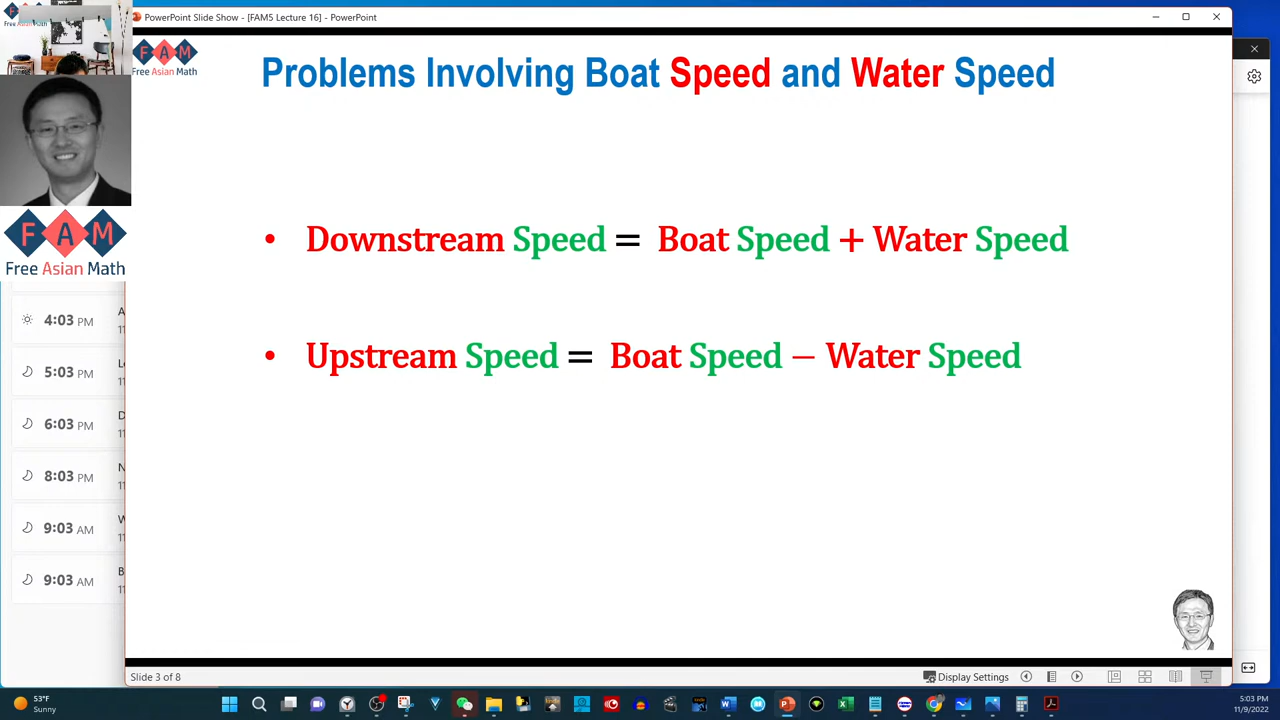 PowerPoint Slide Show - [FAM5 Lecture 16] - PowerPoint
FAM
Free Asian Math
Problems Involving Boat Speed and Water Speed
FAM
Free Asian Math
• Downstream Speed = Boat Speed + Water Speed
• Upstream Speed = Boat Speed − Water Speed
4:03 PM
5:03 PM
6:03 PM
8:03 PM
9:03 AM
9:03 AM
Slide 3 of 8
Display Settings
53°F
Sunny
5:03 PM
11/9/2022